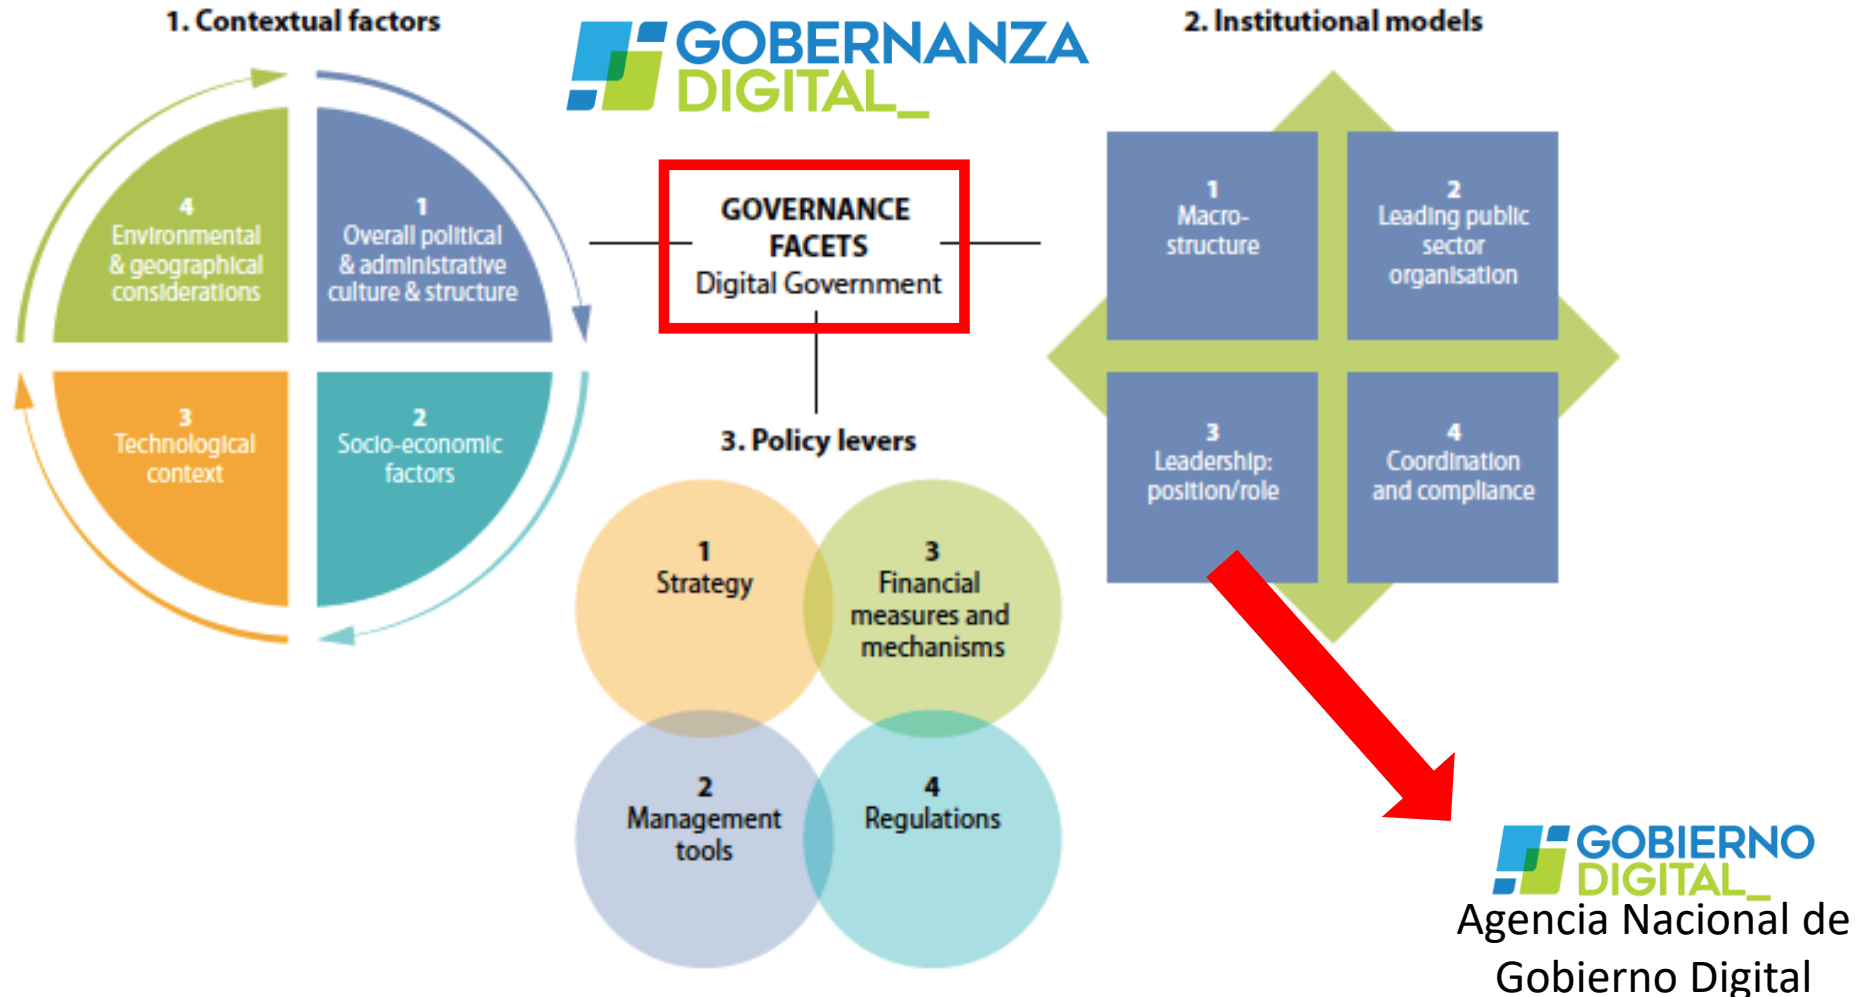 1. Contextual factors
GOBERNANZA
DIGITAL_
2. Institutional models
4
Environmental
& geographical
considerations
1
Overall political
& administrative
culture & structure
3
Technological
context
2
Socio-economic
factors
GOVERNANCE
FACETS
Digital Government
1
Macro-
structure
2
Leading public
sector
organisation
3
Leadership:
position/role
4
Coordination
and compliance
3. Policy levers
1
Strategy
3
Financial
measures and
mechanisms
2
Management
tools
4
Regulations
GOBIERNO
DIGITAL_
Agencia Nacional de
Gobierno Digital